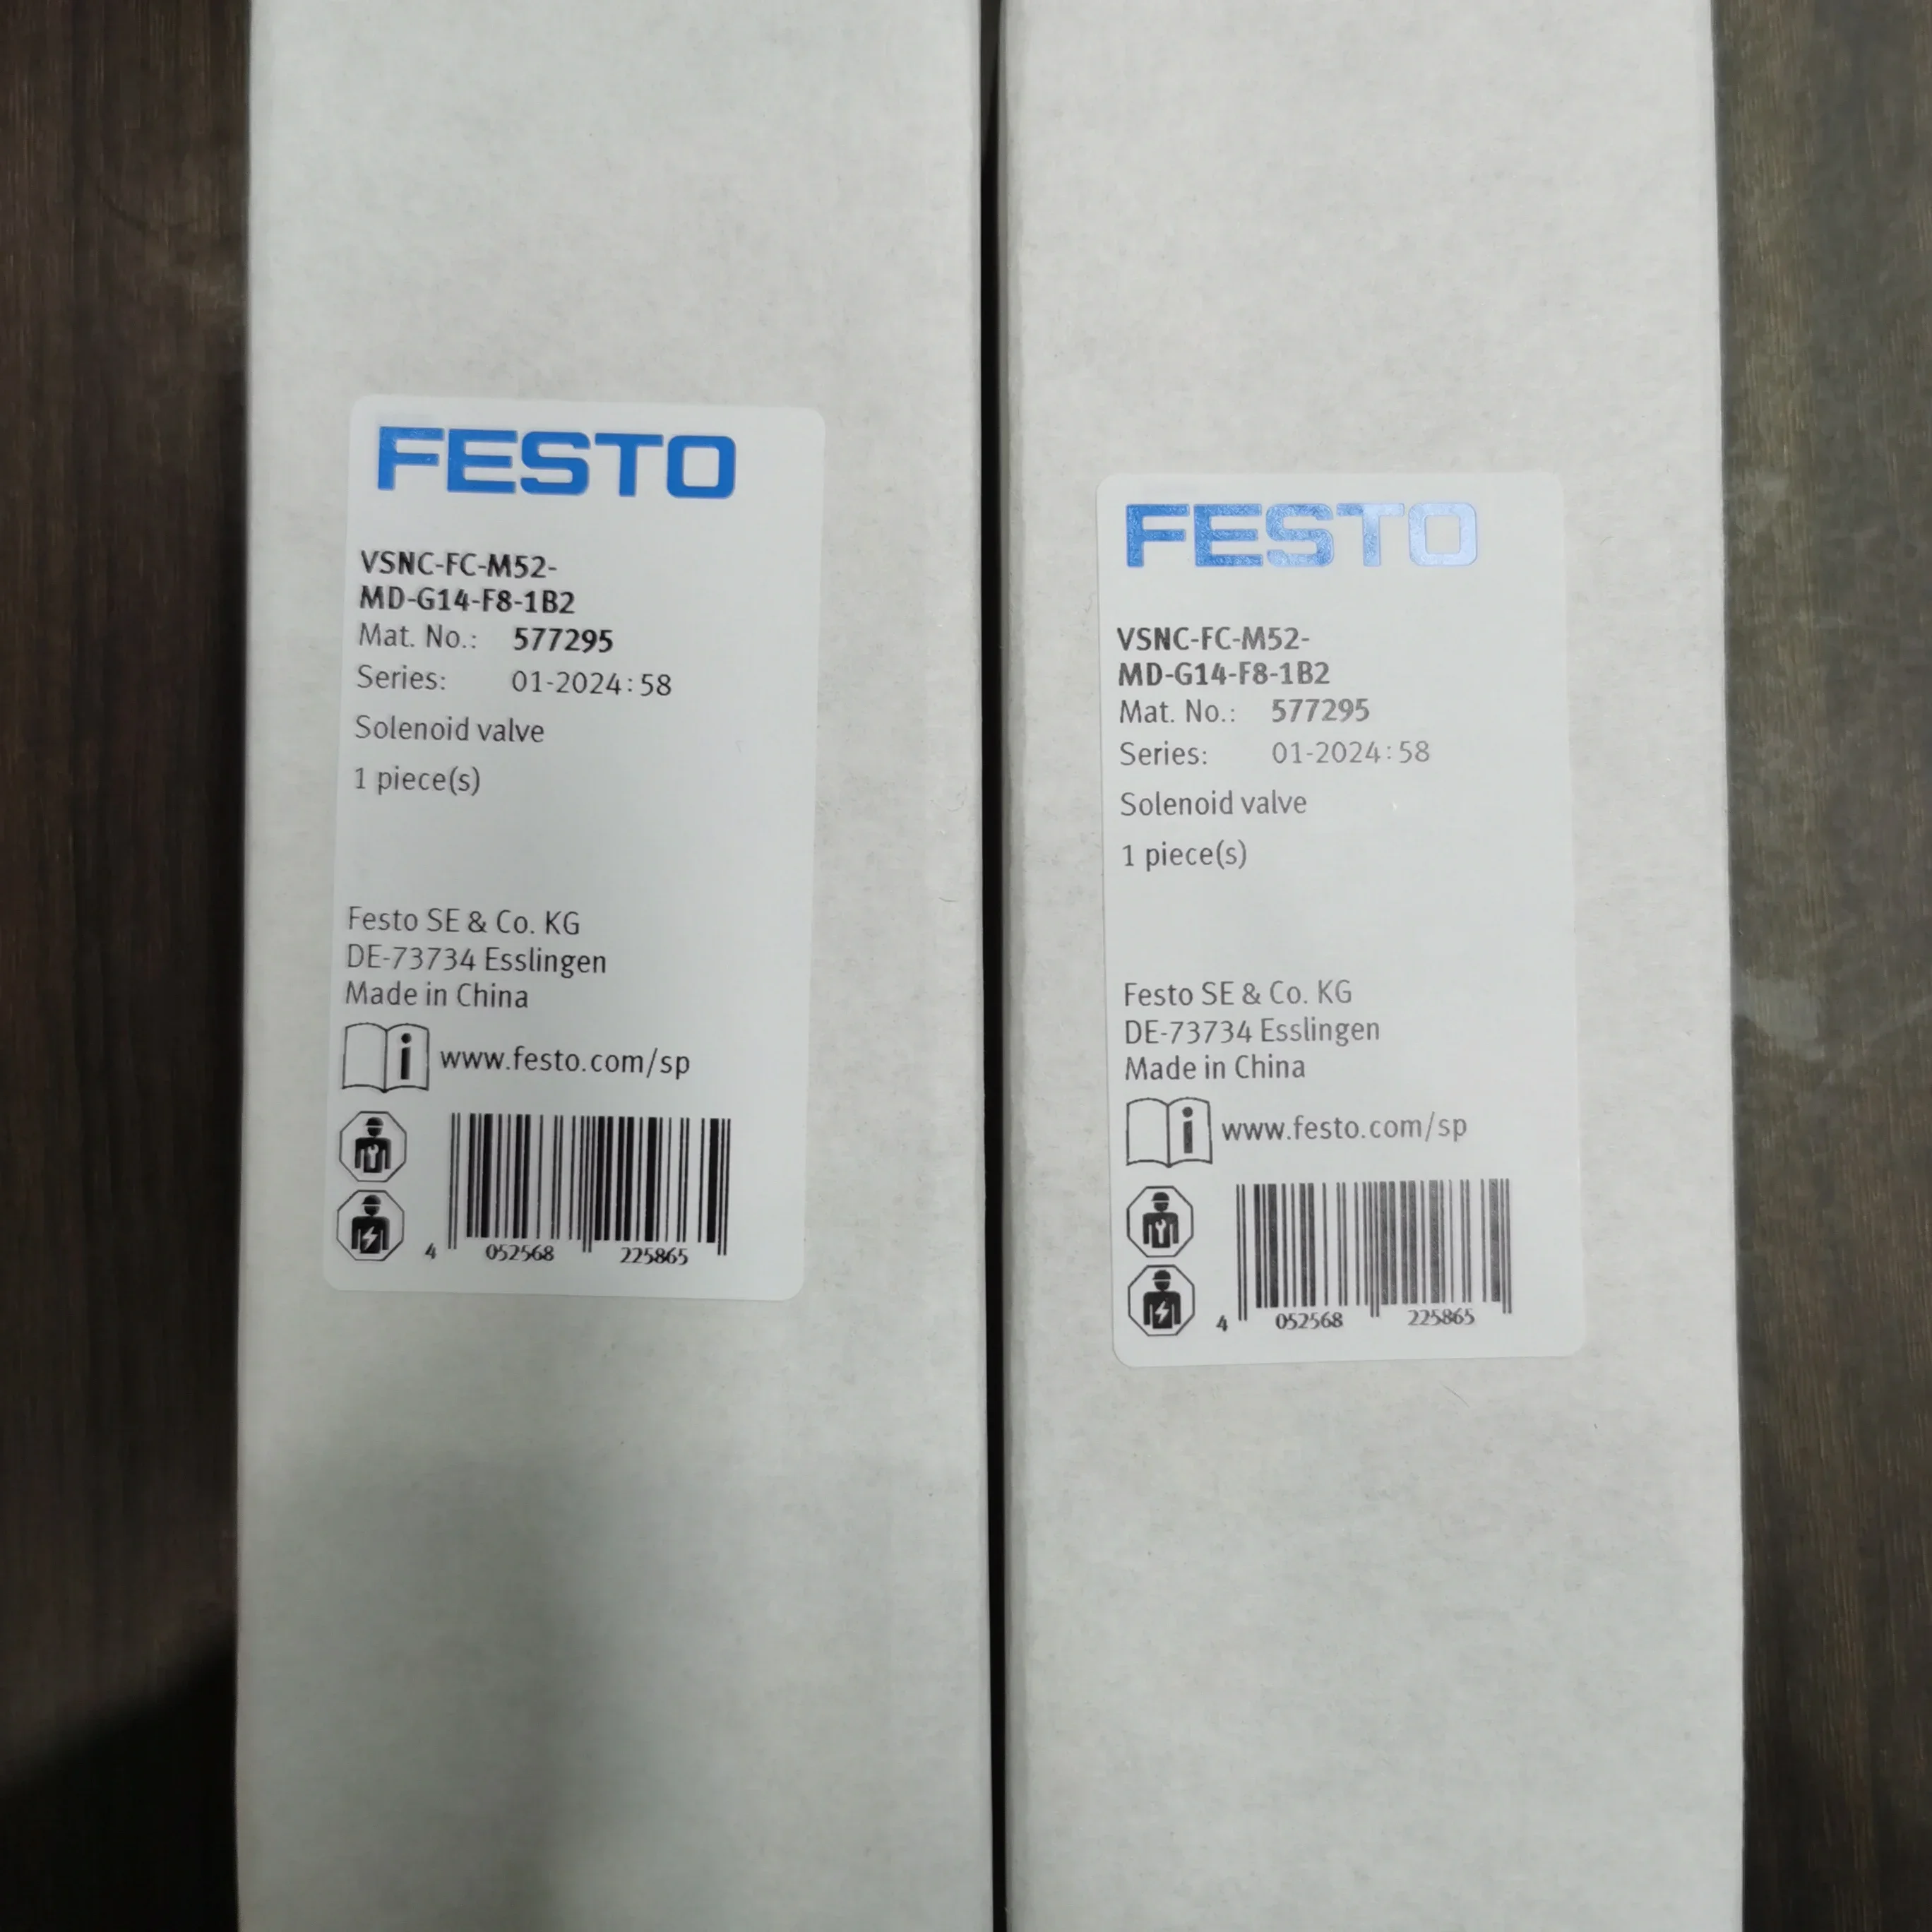 FESTO
VSNC-FC-M52-
MD-G14-F8-1B2
Mat. No.: 577295
Series: 01-2024:58
Solenoid valve
1 piece(s)
Festo SE & Co. KG
DE-73734 Esslingen
Made in China
i www.festo.com/sp
4 052568 225865
FESTO
VSNC-FC-M52-
MD-G14-F8-1B2
Mat. No.: 577295
Series: 01-2024:58
Solenoid valve
1 piece(s)
Festo SE & Co. KG
DE-73734 Esslingen
Made in China
i www.festo.com/sp
4 052568 225865